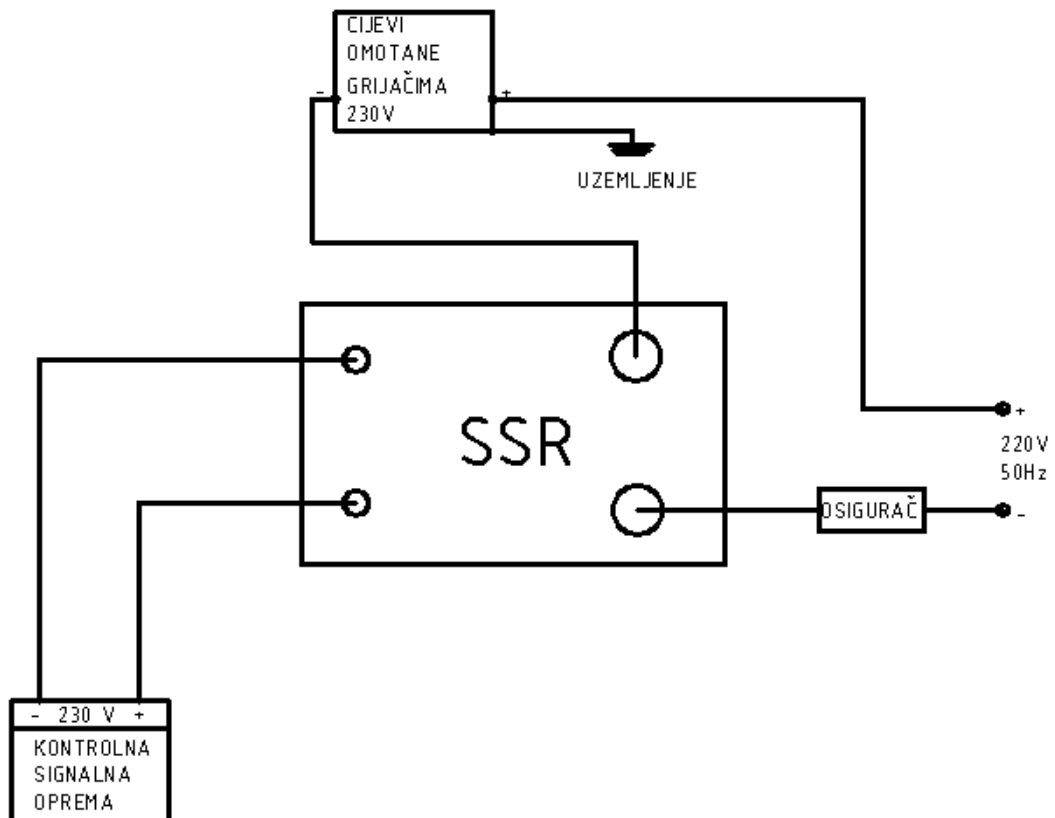 CIJEVI
OMOTANE
GRIJAČIMA
230V
- +
UZEMLJENJE
SSR
+
220V
50Hz
-
OSIGURAČ
- 230 V +
KONTROLNA
SIGNALNA
OPREMA